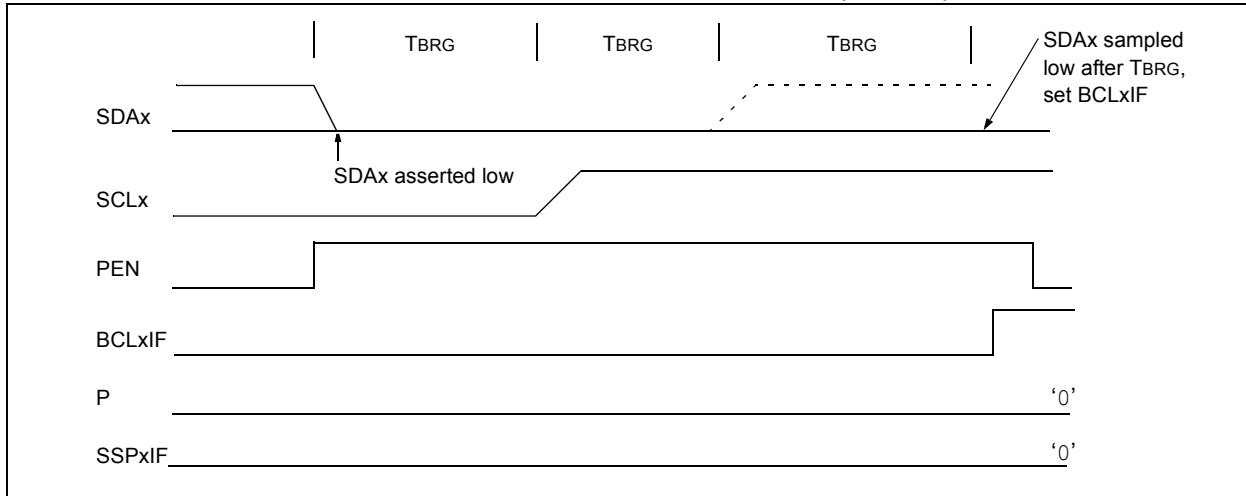 TBRG TBRG TBRG
SDAx sampled
low after TBRG,
set BCLxIF
SDAx
SDAx asserted low
SCLx
PEN
BCLxIF
P ‘0’
SSPxIF ‘0’